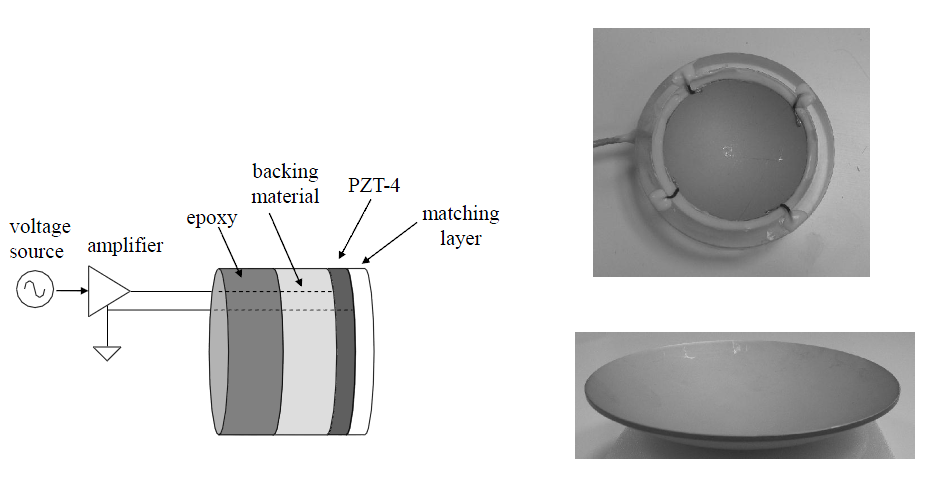 voltage
source
amplifier
epoxy
backing
material
PZT-4
matching
layer